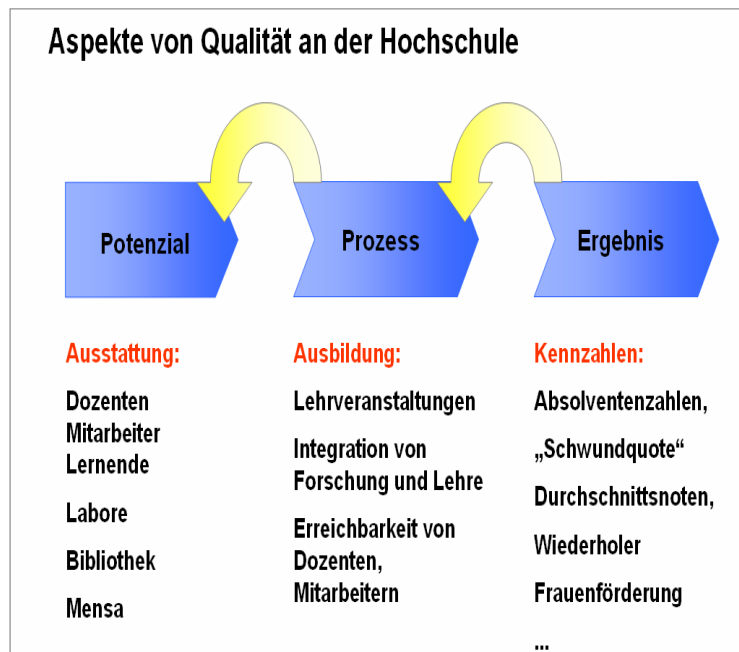 Aspekte von Qualität an der Hochschule
Potenzial
Prozess
Ergebnis
Ausstattung:
Dozenten
Mitarbeiter
Lernende
Labore
Bibliothek
Mensa
Ausbildung:
Lehrveranstaltungen
Integration von
Forschung und Lehre
Erreichbarkeit von
Dozenten,
Mitarbeitern
Kennzahlen:
Absolventenzahlen,
„Schwundquote“
Durchschnittsnoten,
Wiederholer
Frauenförderung
...